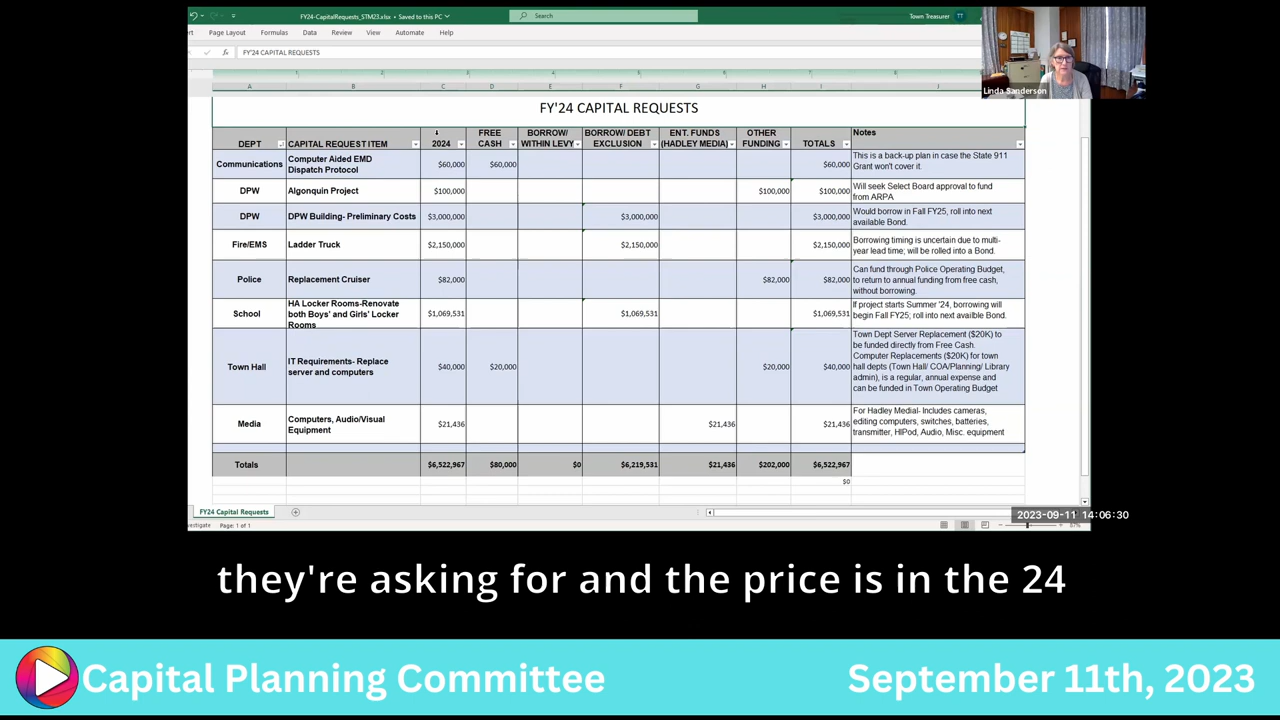 FY24-CapitalRequests_STM23.xlsx • Saved to this PC
Search
Town Treasurer
TT
Page Layout Formulas Data Review View Automate Help
fx FY'24 CAPITAL REQUESTS
Linda Sanderson
A B C D E F G H I
FY'24 CAPITAL REQUESTS
DEPT CAPITAL REQUEST ITEM 2024 FREE CASH BORROW/ WITHIN LEVY BORROW/ DEBT EXCLUSION ENT. FUNDS (HADLEY MEDIA) OTHER FUNDING TOTALS Notes
Communications Computer Aided EMD Dispatch Protocol $60,000 $60,000 $60,000 This is a back-up plan in case the State 911 Grant won't cover it.
DPW Algonquin Project $100,000 $100,000 $100,000 Will seek Select Board approval to fund from ARPA
DPW DPW Building- Preliminary Costs $3,000,000 $3,000,000 $3,000,000 Would borrow in Fall FY25, roll into next available Bond.
Fire/EMS Ladder Truck $2,150,000 $2,150,000 $2,150,000 Borrowing timing is uncertain due to multi-year lead time; will be rolled into a Bond.
Police Replacement Cruiser $82,000 $82,000 $82,000 Can fund through Police Operating Budget, to return to annual funding from free cash, without borrowing.
School HA Locker Rooms-Renovate both Boys' and Girls' Locker Rooms $1,069,531 $1,069,531 $1,069,531 If project starts Summer '24, borrowing will begin Fall FY25; roll into next availble Bond.
Town Hall IT Requirements- Replace server and computers $40,000 $20,000 $20,000 $40,000 Town Dept Server Replacement ($20K) to be funded directly from Free Cash. Computer Replacements ($20K) for town hall depts (Town Hall/ COA/Planning/ Library admin), is a regular, annual expense and can be funded in Town Operating Budget
Media Computers, Audio/Visual Equipment $21,436 $21,436 $21,436 For Hadley Medial- Includes cameras, editing computers, switches, batteries, transmitter, HIPod, Audio, Misc. equipment
Totals $6,522,967 $80,000 $0 $6,219,531 $21,436 $202,000 $6,522,967
$0
FY24 Capital Requests
2023-09-11 14:06:30
Page: 1 of 1
they're asking for and the price is in the 24
Capital Planning Committee
September 11th, 2023